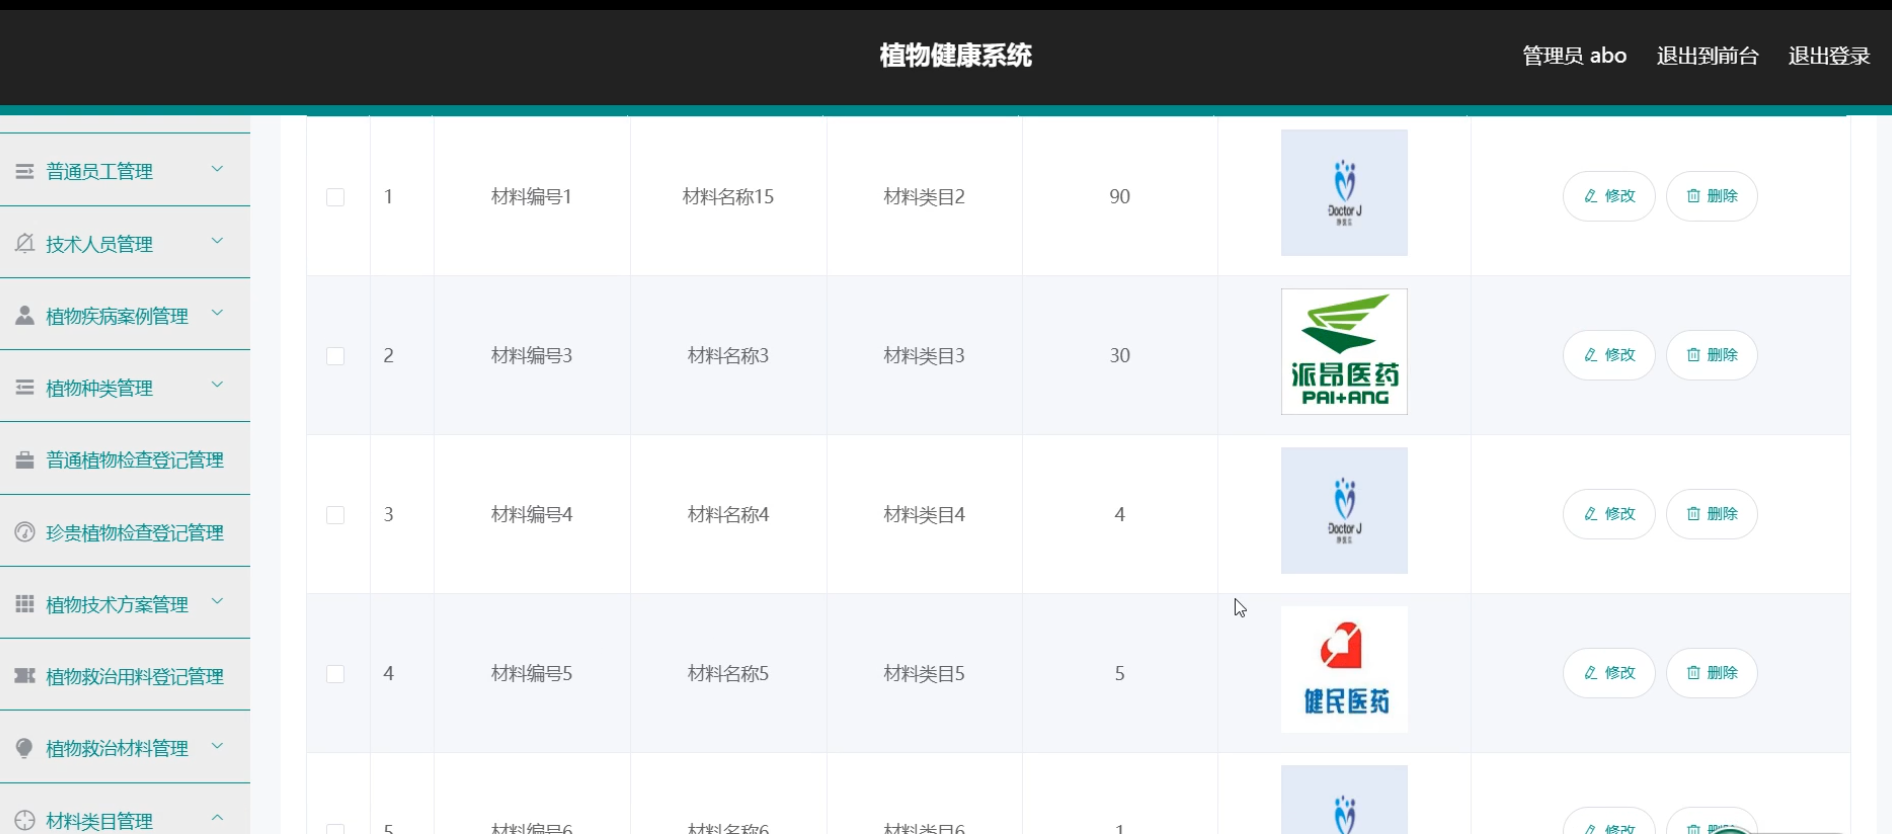 植物健康系统
管理员 abo 退出到前台 退出登录
普通员工管理
技术人员管理
植物疾病案例管理
植物种类管理
普通植物检查登记管理
珍贵植物检查登记管理
植物技术方案管理
植物救治用料登记管理
植物救治材料管理
材料类目管理
1 材料编号1 材料名称15 材料类目2 90 修改 删除
Doctor J
2 材料编号3 材料名称3 材料类目3 30 修改 删除
派昂医药
PAI+ANG
3 材料编号4 材料名称4 材料类目4 4 修改 删除
Doctor J
4 材料编号5 材料名称5 材料类目5 5 修改 删除
健民医药
5 材料编号6 材料名称6 材料类目6 1 修改 删除